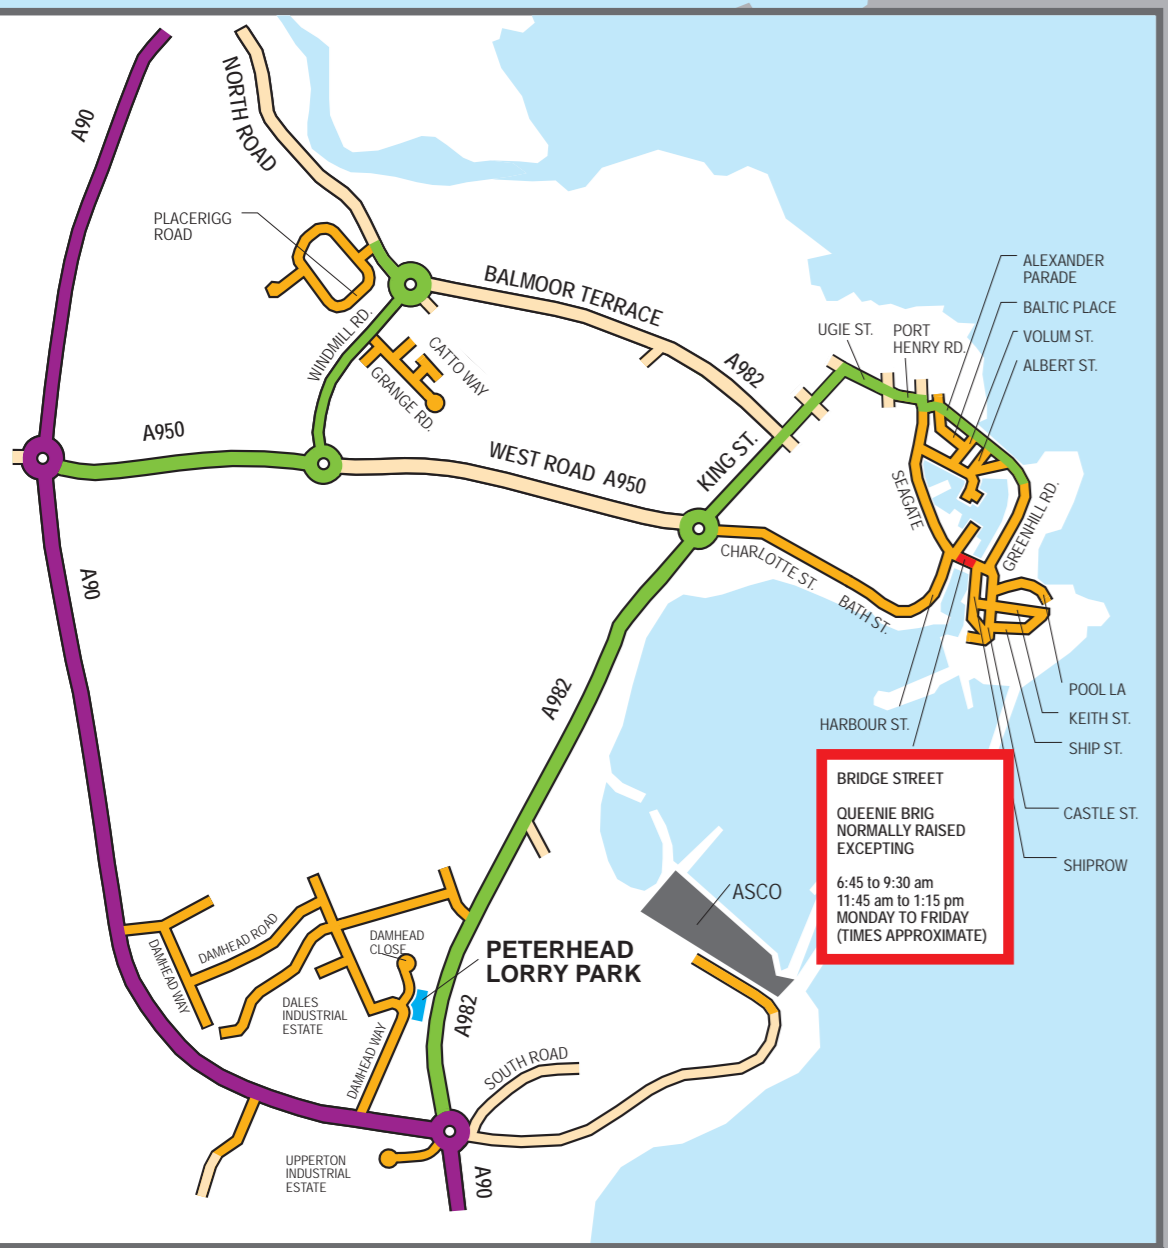 A90
NORTH ROAD
PLACERIGG
ROAD
BALMOOR TERRACE
A982
WINDMILL RD.
CATTO WAY
GRANGE RD.
A950
WEST ROAD A950
KING ST.
UGIE ST.
PORT
HENRY RD.
ALEXANDER
PARADE
BALTIC PLACE
VOLUM ST.
ALBERT ST.
SEAGATE
GREENHILL RD.
CHARLOTTE ST.
BATH ST.
A90
A982
HARBOUR ST.
POOL LA
KEITH ST.
SHIP ST.
CASTLE ST.
SHIPROW
BRIDGE STREET
QUEENIE BRIG
NORMALLY RAISED
EXCEPTING
6:45 to 9:30 am
11:45 am to 1:15 pm
MONDAY TO FRIDAY
(TIMES APPROXIMATE)
ASCO
DAMHEAD WAY
DAMHEAD ROAD
DAMHEAD
CLOSE
PETERHEAD
LORRY PARK
DALES
INDUSTRIAL
ESTATE
DAMHEAD WAY
A982
SOUTH ROAD
UPPERTON
INDUSTRIAL
ESTATE
A90